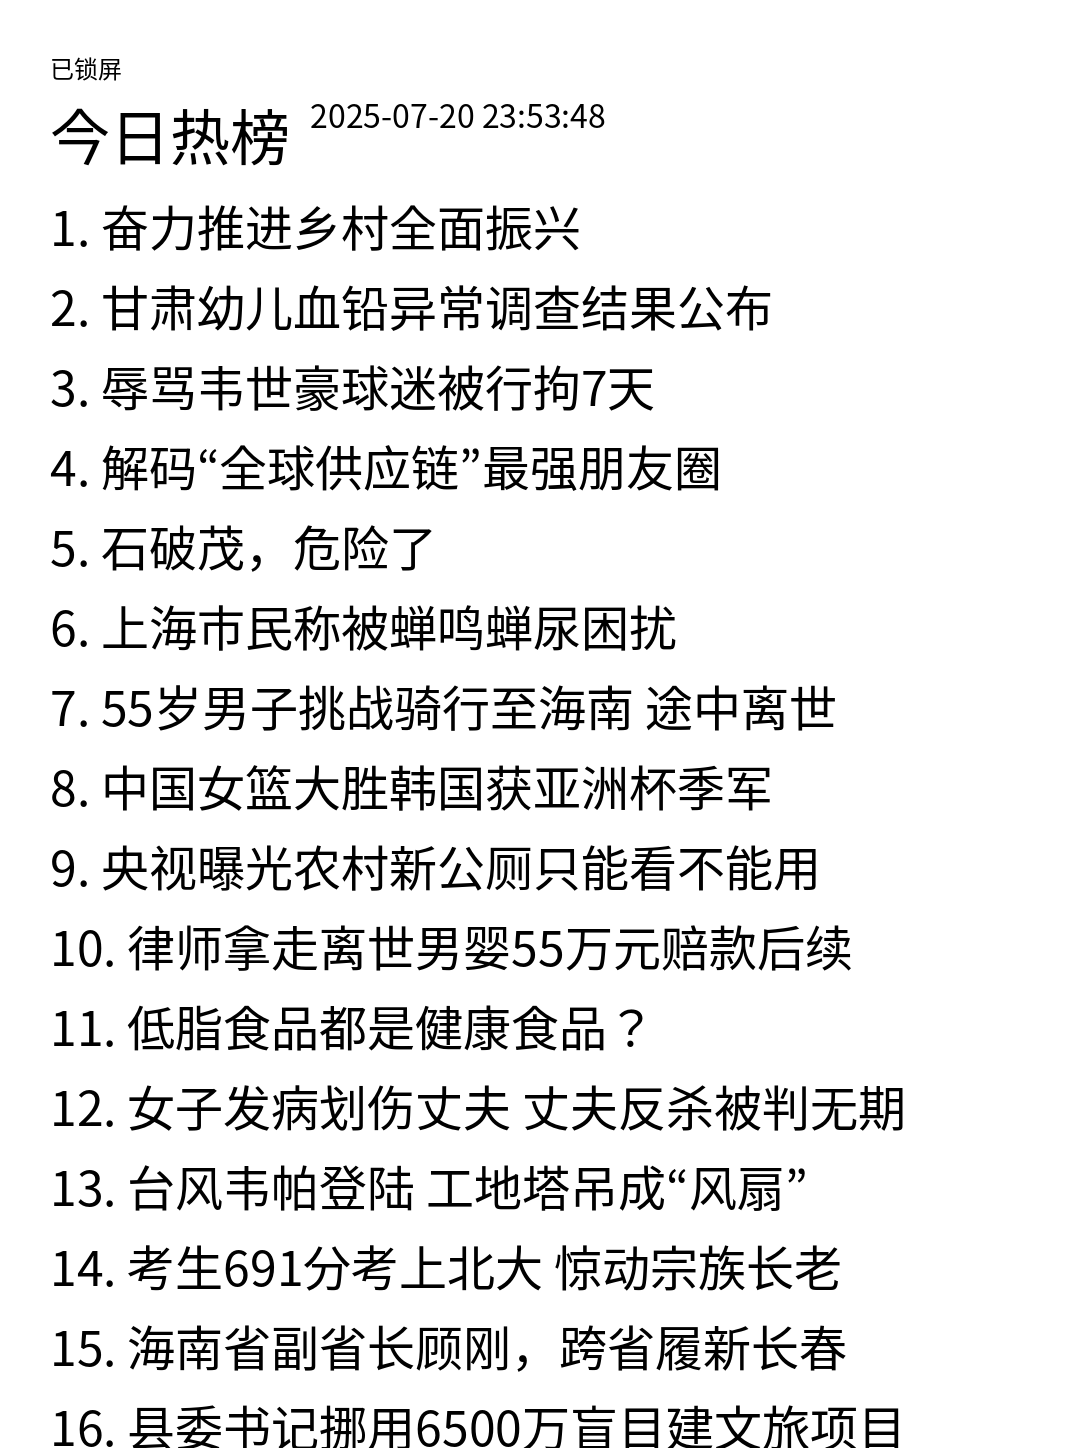 已锁屏
今日热榜 2025-07-20 23:53:48
1. 奋力推进乡村全面振兴
2. 甘肃幼儿血铅异常调查结果公布
3. 辱骂韦世豪球迷被行拘7天
4. 解码“全球供应链”最强朋友圈
5. 石破茂，危险了
6. 上海市民称被蝉鸣蝉尿困扰
7. 55岁男子挑战骑行至海南 途中离世
8. 中国女篮大胜韩国获亚洲杯季军
9. 央视曝光农村新公厕只能看不能用
10. 律师拿走离世男婴55万元赔款后续
11. 低脂食品都是健康食品？
12. 女子发病划伤丈夫 丈夫反杀被判无期
13. 台风韦帕登陆 工地塔吊成“风扇”
14. 考生691分考上北大 惊动宗族长老
15. 海南省副省长顾刚，跨省履新长春
16. 县委书记挪用6500万盲目建文旅项目